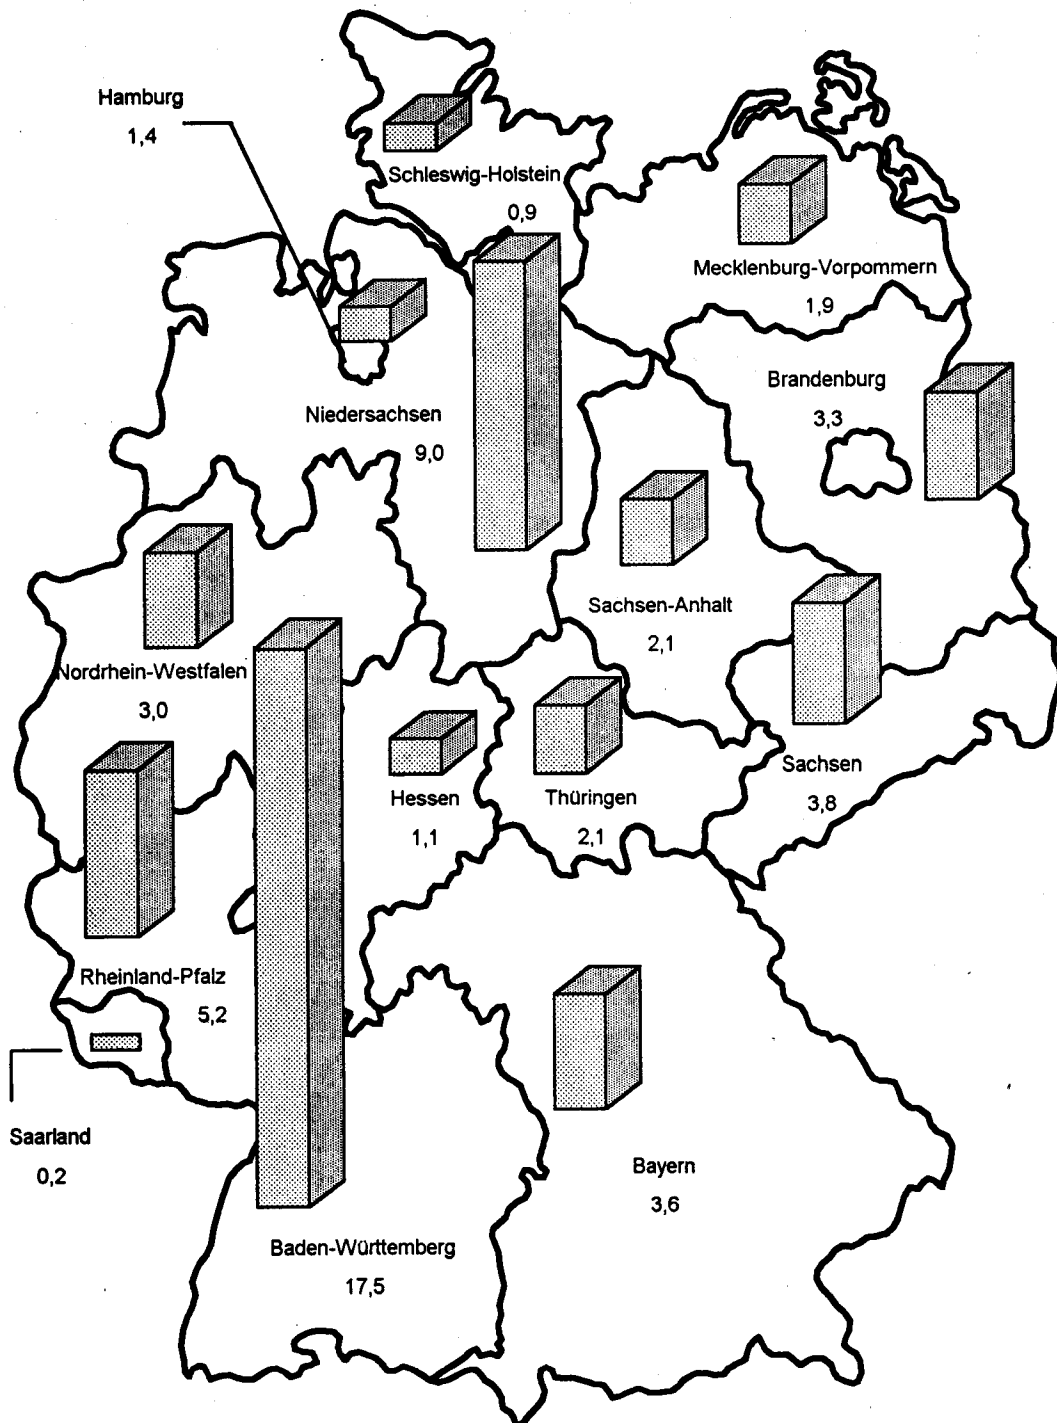 Hamburg
1,4
Schleswig-Holstein
0,9
Mecklenburg-Vorpommern
1,9
Brandenburg
3,3
Niedersachsen
9,0
Sachsen-Anhalt
2,1
Nordrhein-Westfalen
3,0
Hessen
1,1
Thüringen
2,1
Sachsen
3,8
Rheinland-Pfalz
5,2
Saarland
0,2
Bayern
3,6
Baden-Württemberg
17,5